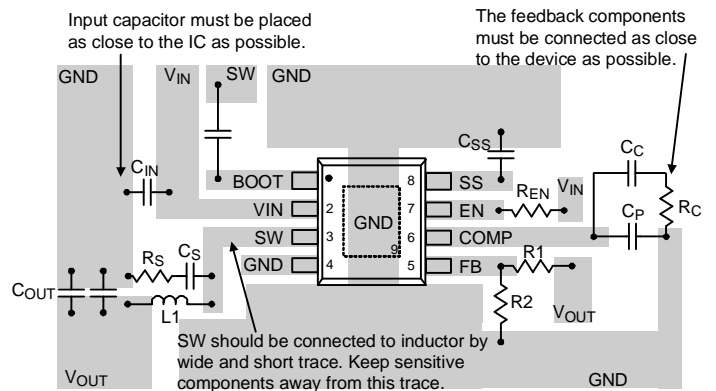 Input capacitor must be placed
as close to the IC as possible.
The feedback components
must be connected as close
to the device as possible.
GND
VIN
SW
GND
CSS
CC
CIN
BOOT
8
SS
REN
VIN
RC
VIN
2
7
EN
GND
CP
SW
3
6
COMP
9
RS
CS
GND
4
5
FB
R1
COUT
L1
R2
VOUT
SW should be connected to inductor by
wide and short trace. Keep sensitive
components away from this trace.
VOUT
GND